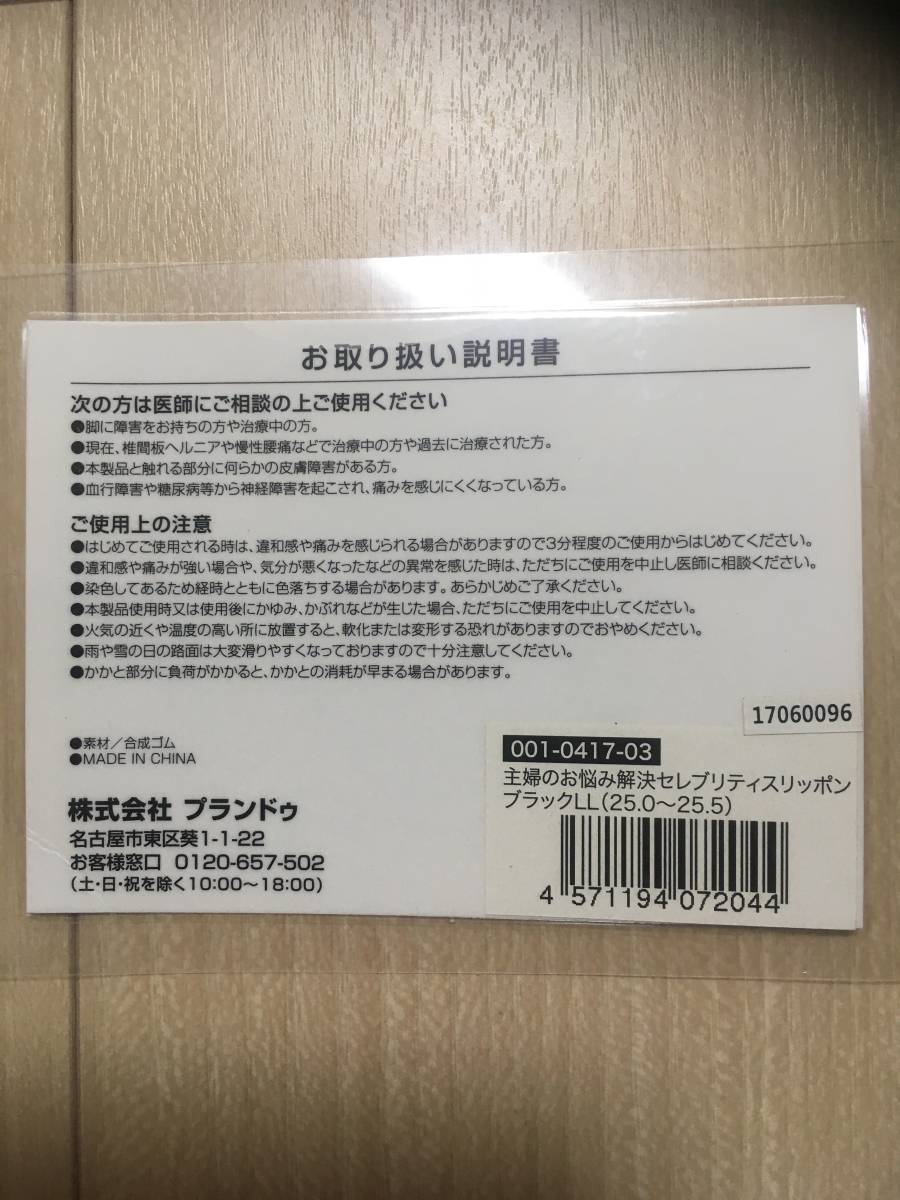 お取り扱い説明書
次の方は医師にご相談の上ご使用ください
●脚に障害をお持ちの方や治療中の方。
●現在、椎間板ヘルニアや慢性腰痛などで治療中の方や過去に治療された方。
●本製品と触れる部分に何らかの皮膚障害がある方。
●血行障害や糖尿病等から神経障害を起こされ、痛みを感じにくくなっている方。
ご使用上の注意
●はじめてご使用される時は、違和感や痛みを感じられる場合がありますので3分程度のご使用からはじめてください。
●違和感や痛みが強い場合や、気分が悪くなったなどの異常を感じた時は、ただちにご使用を中止し医師に相談ください。
●染色してあるため経時とともに色落ちする場合があります。あらかじめご了承ください。
●本製品使用時又は使用後にかゆみ、かぶれなどが生じた場合、ただちにご使用を中止してください。
●火気の近くや温度の高い所に放置すると、軟化または変形する恐れがありますのでおやめください。
●雨や雪の日の路面は大変滑りやすくなっておりますので十分注意してください。
●かかと部分に負荷がかかると、かかとの消耗が早まる場合があります。
●素材/合成ゴム
●MADE IN CHINA
株式会社 プランドゥ
名古屋市東区葵1-1-22
お客様窓口 0120-657-502
(土・日・祝を除く10:00〜18:00)
17060096
001-0417-03
主婦のお悩み解決セレブリティスリッポン
ブラックLL(25.0〜25.5)
4 571194 072044